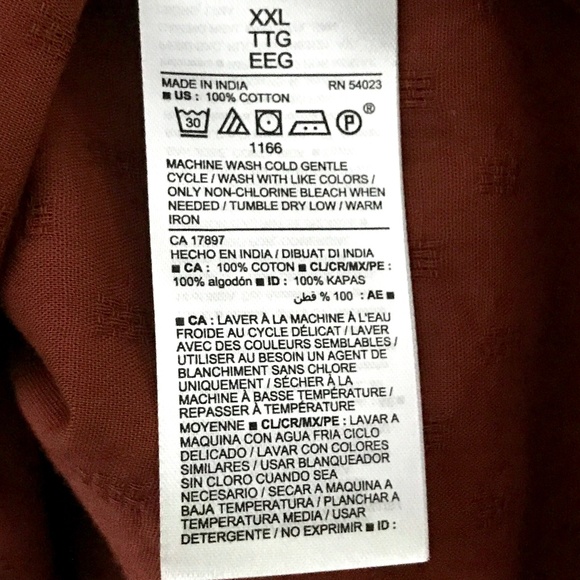 XXL
TTG
EEG
MADE IN INDIA RN 54023
■ US : 100% COTTON
30 P ®
1166
MACHINE WASH COLD GENTLE
CYCLE / WASH WITH LIKE COLORS /
ONLY NON-CHLORINE BLEACH WHEN
NEEDED / TUMBLE DRY LOW / WARM
IRON
CA 17897
HECHO EN INDIA / DIBUAT DI INDIA
■ CA : 100% COTON ■ CL/CR/MX/PE :
100% algodón ■ ID : 100% KAPAS
■ AE : 100 % قطن
■ CA : LAVER À LA MACHINE À L'EAU
FROIDE AU CYCLE DÉLICAT / LAVER
AVEC DES COULEURS SEMBLABLES /
UTILISER AU BESOIN UN AGENT DE
BLANCHIMENT SANS CHLORE
UNIQUEMENT / SÉCHER À LA
MACHINE À BASSE TEMPÉRATURE /
REPASSER À TEMPÉRATURE
MOYENNE ■ CL/CR/MX/PE : LAVAR A
MAQUINA CON AGUA FRIA CICLO
DELICADO / LAVAR CON COLORES
SIMILARES / USAR BLANQUEADOR
SIN CLORO CUANDO SEA
NECESARIO / SECAR A MAQUINA A
BAJA TEMPERATURA / PLANCHAR A
TEMPERATURA MEDIA / USAR
DETERGENTE / NO EXPRIMIR ■ ID :